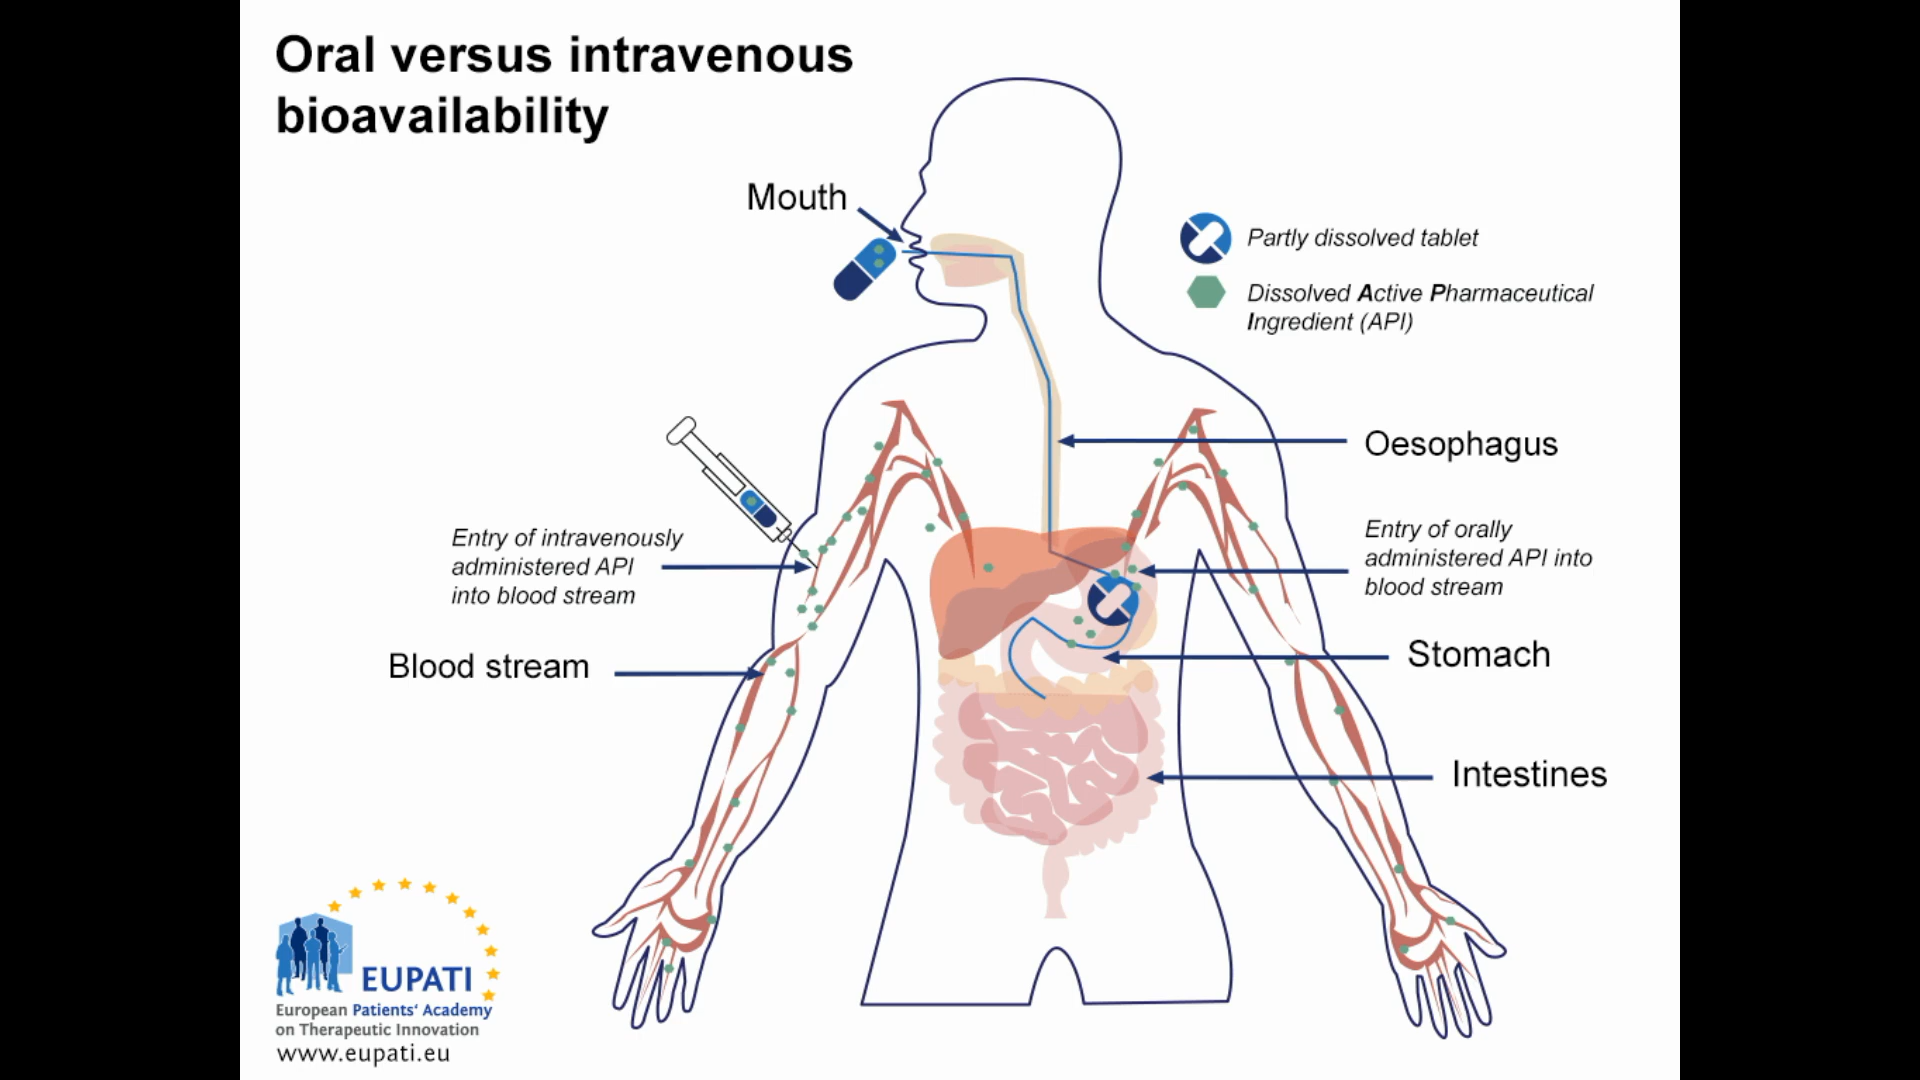 Oral versus intravenous
bioavailability
Mouth
Partly dissolved tablet
Dissolved Active Pharmaceutical
Ingredient (API)
Oesophagus
Entry of intravenously
administered API
into blood stream
Entry of orally
administered API into
blood stream
Blood stream
Stomach
Intestines
EUPATI
European Patients‘ Academy
on Therapeutic Innovation
www.eupati.eu